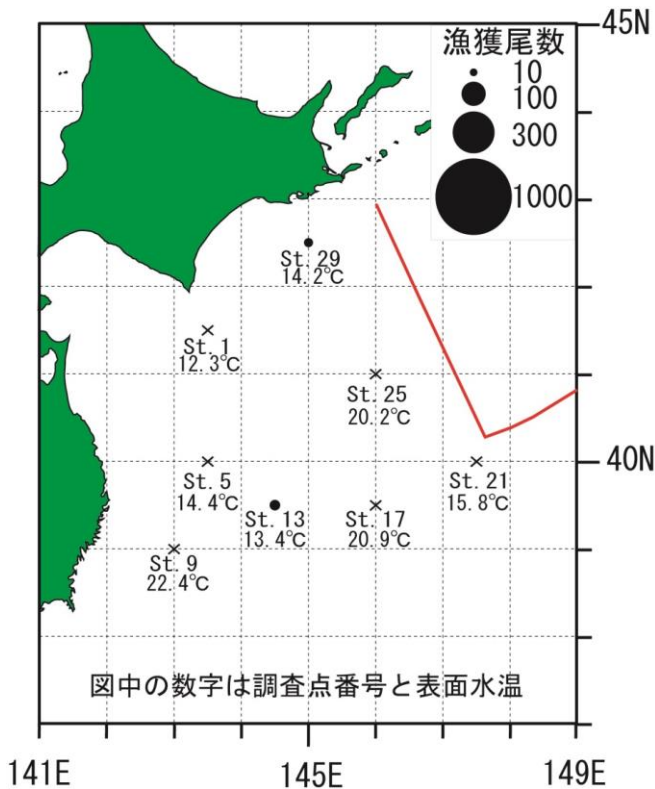 45N
漁獲尾数
10
100
300
1000
St. 29
14.2℃
St. 1
12.3℃
St. 25
20.2℃
40N
St. 5
14.4℃
St. 21
15.8℃
St. 13
13.4℃
St. 17
20.9℃
St. 9
22.4℃
図中の数字は調査点番号と表面水温
141E
145E
149E